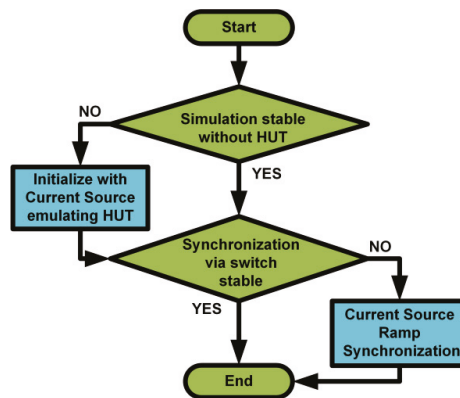 Start
Simulation stable
without HUT
NO
YES
Initialize with
Current Source
emulating HUT
Synchronization
via switch
stable
NO
YES
Current Source
Ramp
Synchronization
End